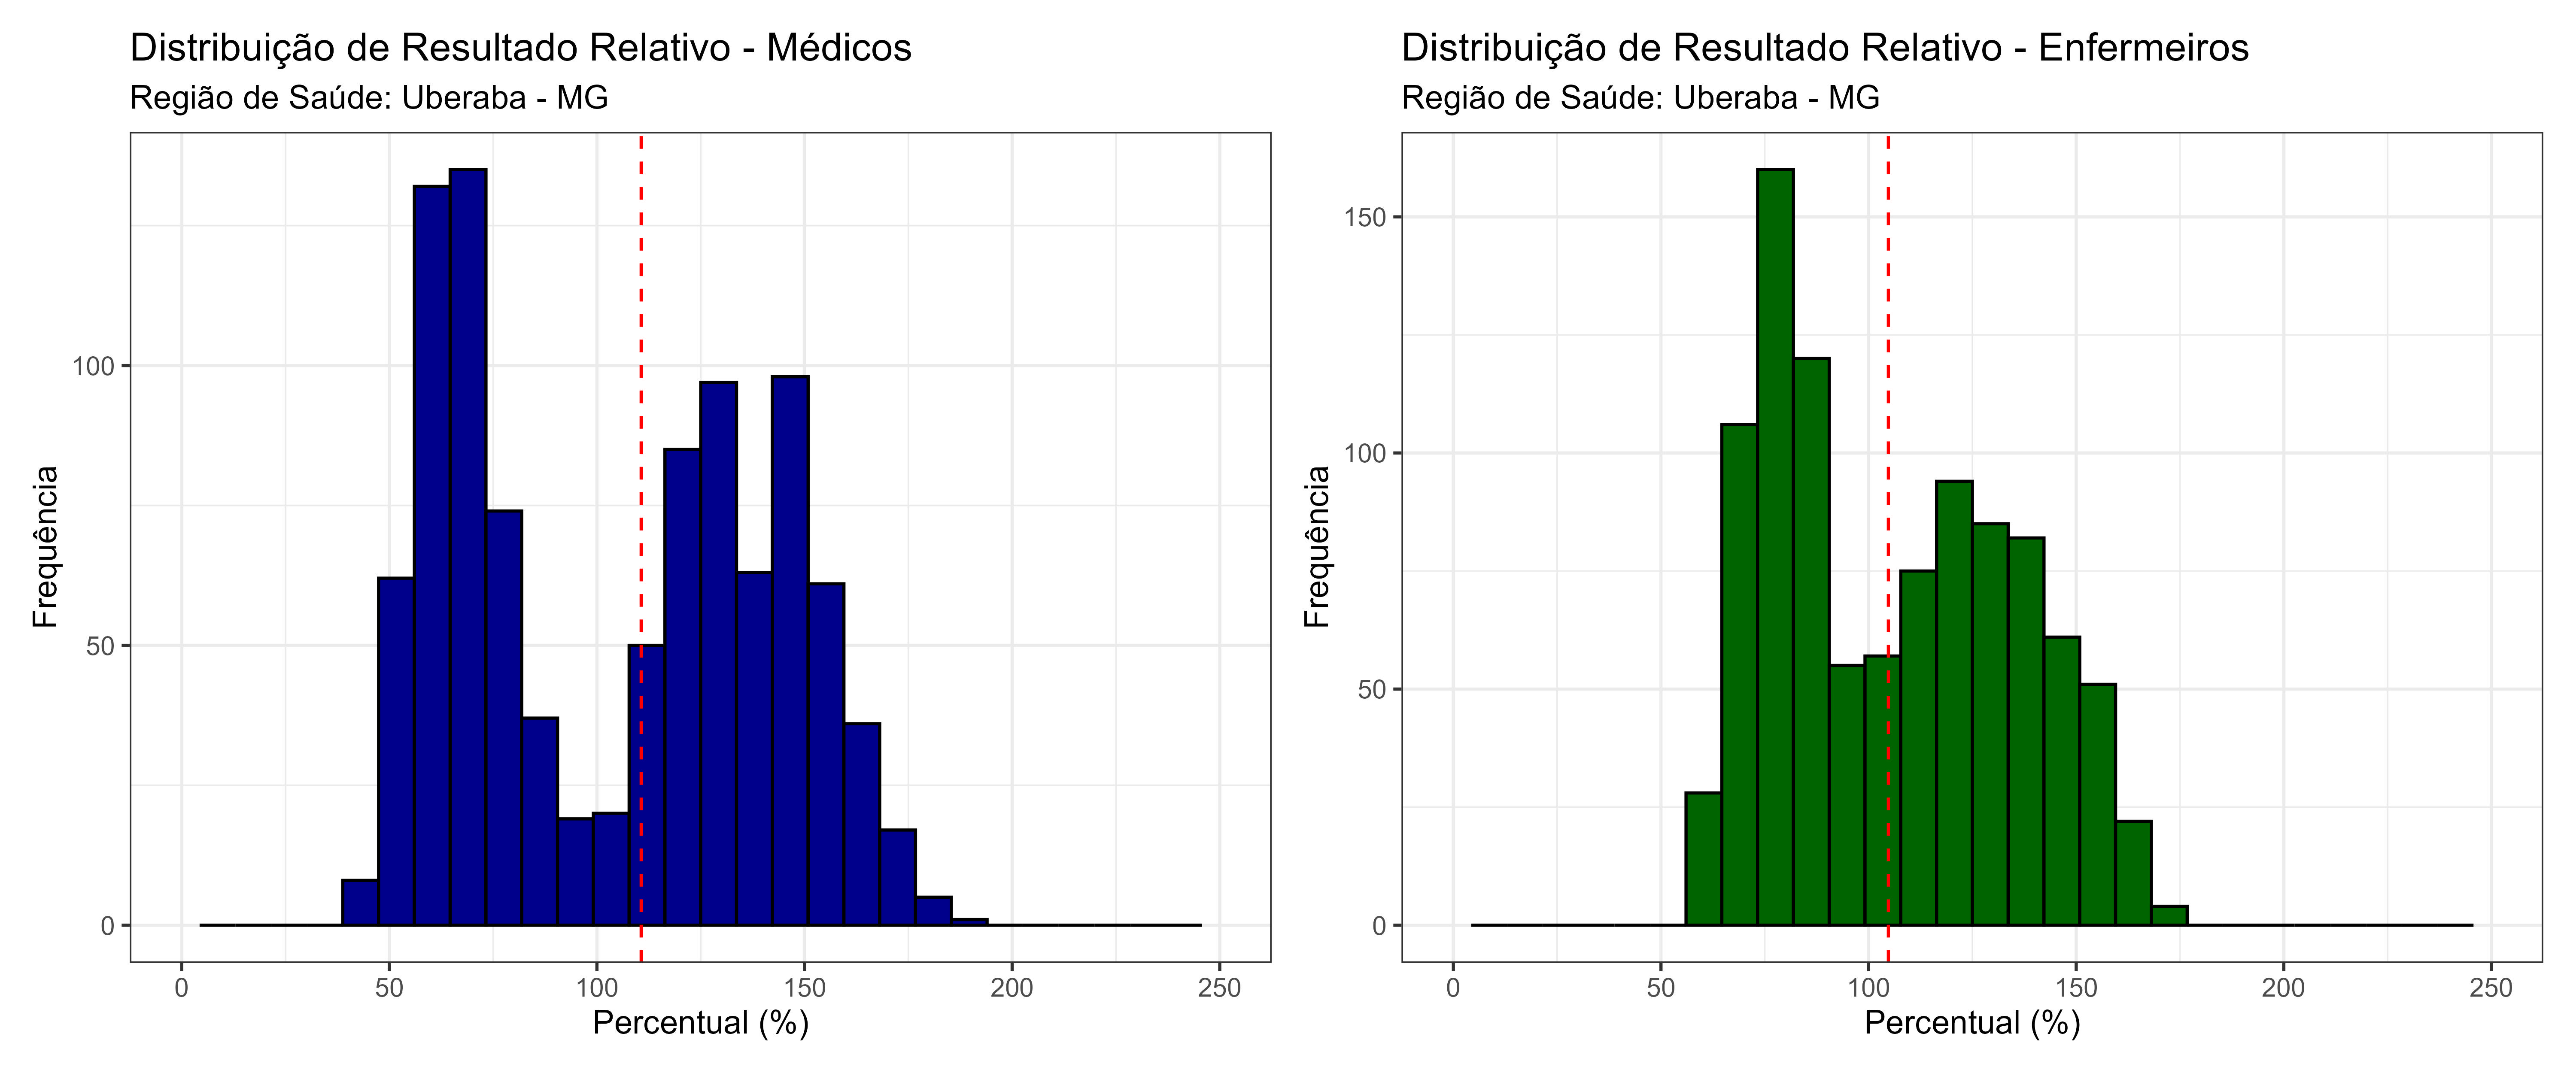 Distribuição de Resultado Relativo - Médicos
Região de Saúde: Uberaba - MG
Frequência
100
50
0
0 50 100 150 200 250
Percentual (%)
Distribuição de Resultado Relativo - Enfermeiros
Região de Saúde: Uberaba - MG
Frequência
150
100
50
0
0 50 100 150 200 250
Percentual (%)